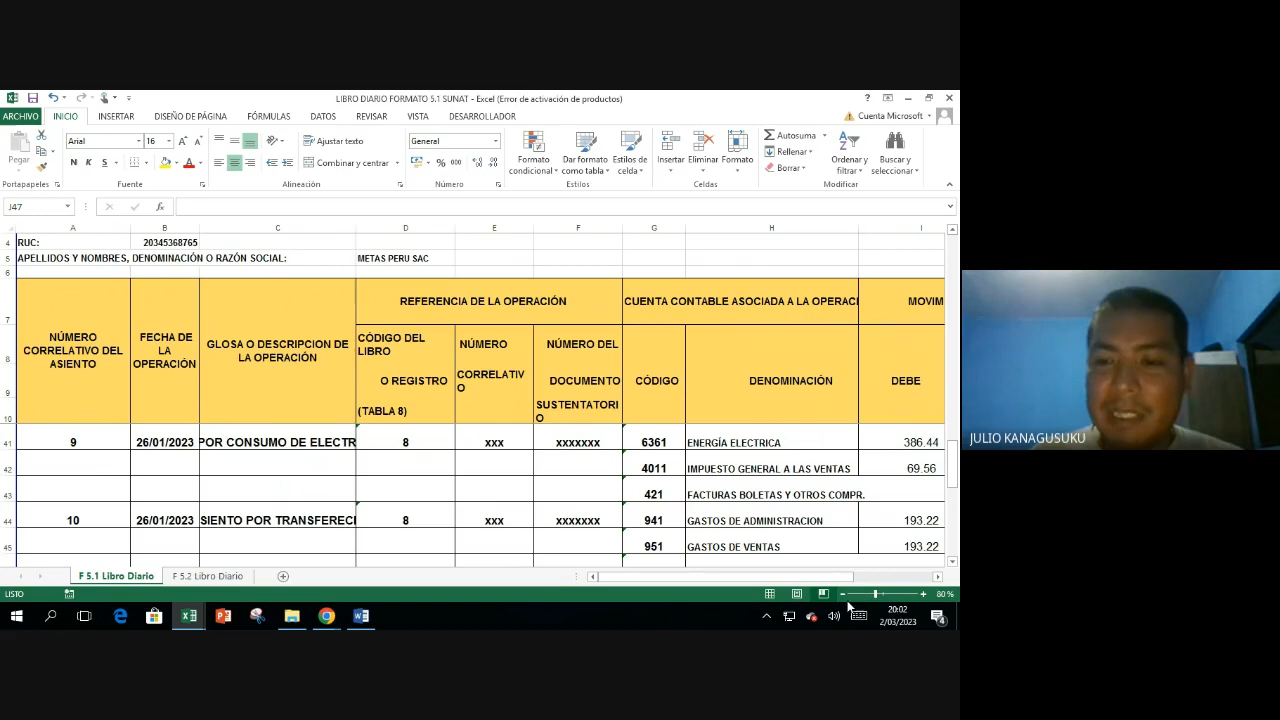 LIBRO DIARIO FORMATO 5.1 SUNAT - Excel (Error de activación de productos)
ARCHIVO INICIO INSERTAR DISEÑO DE PÁGINA FÓRMULAS DATOS REVISAR VISTA DESARROLLADOR Cuenta Microsoft
Arial 16 Ajustar texto General Autosuma
Pegar N K S Combinar y centrar % 000 Formato condicional Dar formato como tabla Estilos de celda Insertar Eliminar Formato Rellenar Borrar Ordenar y filtrar Buscar y seleccionar
Portapapeles Fuente Alineación Número Estilos Celdas Modificar
J47 fx
A B C D E F G H I
4 RUC: 20345368765
5 APELLIDOS Y NOMBRES, DENOMINACIÓN O RAZÓN SOCIAL: METAS PERU SAC
6
REFERENCIA DE LA OPERACIÓN CUENTA CONTABLE ASOCIADA A LA OPERACI MOVIM
7
NÚMERO CORRELATIVO DEL ASIENTO
FECHA DE LA OPERACIÓN
GLOSA O DESCRIPCION DE LA OPERACIÓN
CÓDIGO DEL LIBRO
O REGISTRO
(TABLA 8)
NÚMERO
CORRELATIV
O
NÚMERO DEL
DOCUMENTO
SUSTENTATORI
O
CÓDIGO DENOMINACIÓN DEBE
8
9
10
41 9 26/01/2023 POR CONSUMO DE ELECTR 8 xxx xxxxxxx 6361 ENERGÍA ELECTRICA 386.44
42 4011 IMPUESTO GENERAL A LAS VENTAS 69.56
43 421 FACTURAS BOLETAS Y OTROS COMPR.
44 10 26/01/2023 SIENTO POR TRANSFERECI 8 xxx xxxxxxx 941 GASTOS DE ADMINISTRACION 193.22
45 951 GASTOS DE VENTAS 193.22
F 5.1 Libro Diario F 5.2 Libro Diario
LISTO 80 %
20:02
2/03/2023
4
JULIO KANAGUSUKU